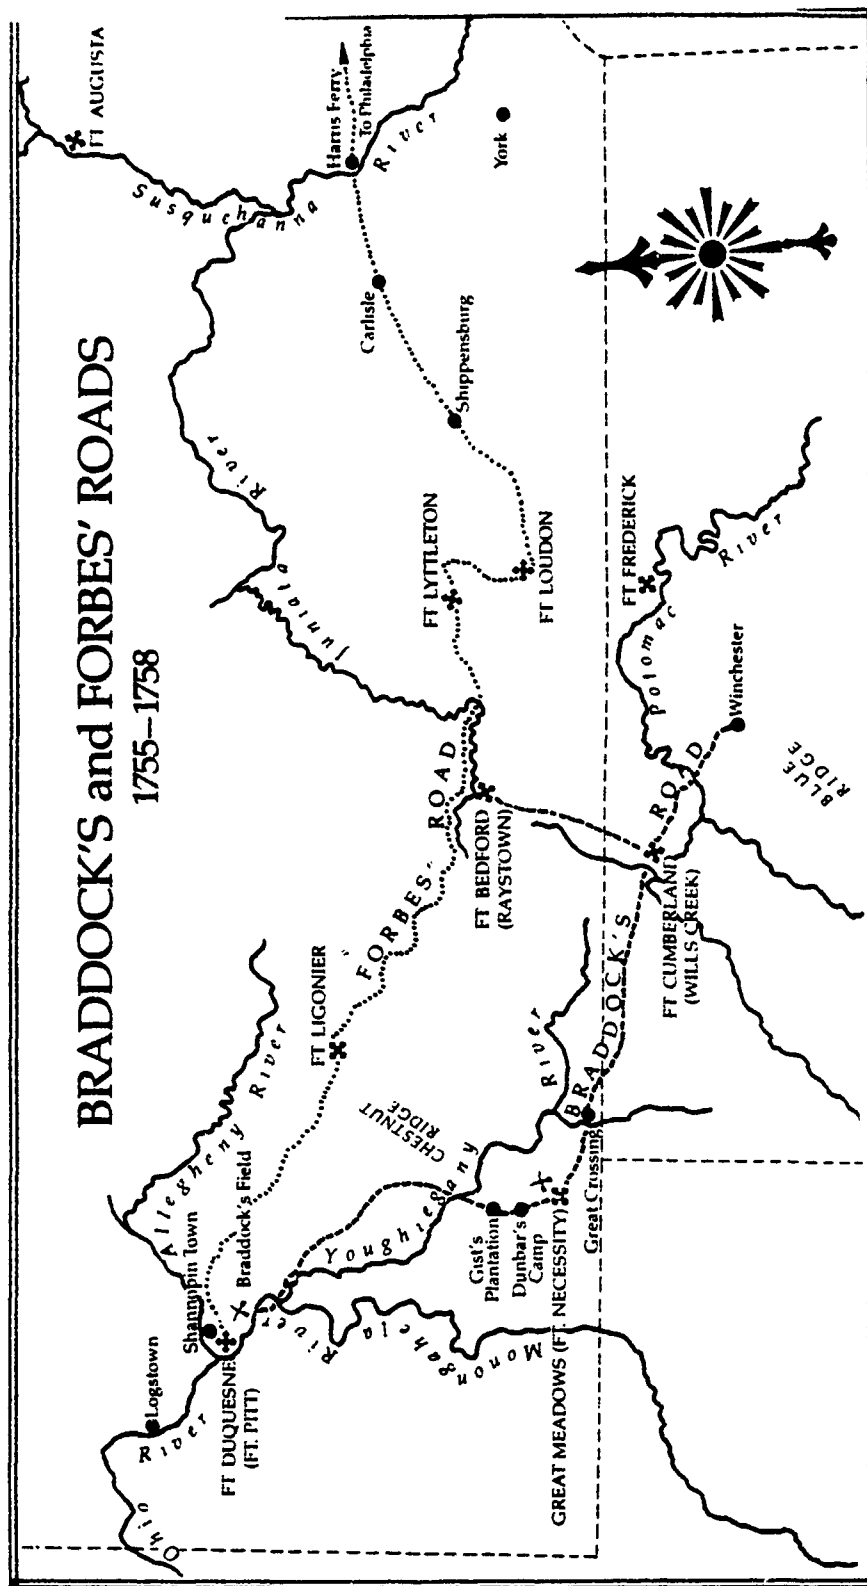 BRADDOCK'S and FORBES' ROADS
1755–1758
FT AUGUSTA
Susquehanna
River
Harris Ferry
To Philadelphia
York
Carlisle
Shippensburg
Juniata
River
FT LYTTLETON
FT LOUDON
FT FREDERICK
Potomac
River
Winchester
BLUE
RIDGE
FORBES'
ROAD
FT BEDFORD
(RAYSTOWN)
BRADDOCK'S
ROAD
FT CUMBERLAND
(WILLS CREEK)
FT LIGONIER
CHESTNUT
RIDGE
Allegheny
River
Shannopin Town
Braddock's Field
Youghiegany
River
Gist's
Plantation
Dunbar's
Camp
Great Crossing
GREAT MEADOWS (FT. NECESSITY)
Monongahela
River
Logstown
FT DUQUESNE
(FT. PITT)
Ohio
River